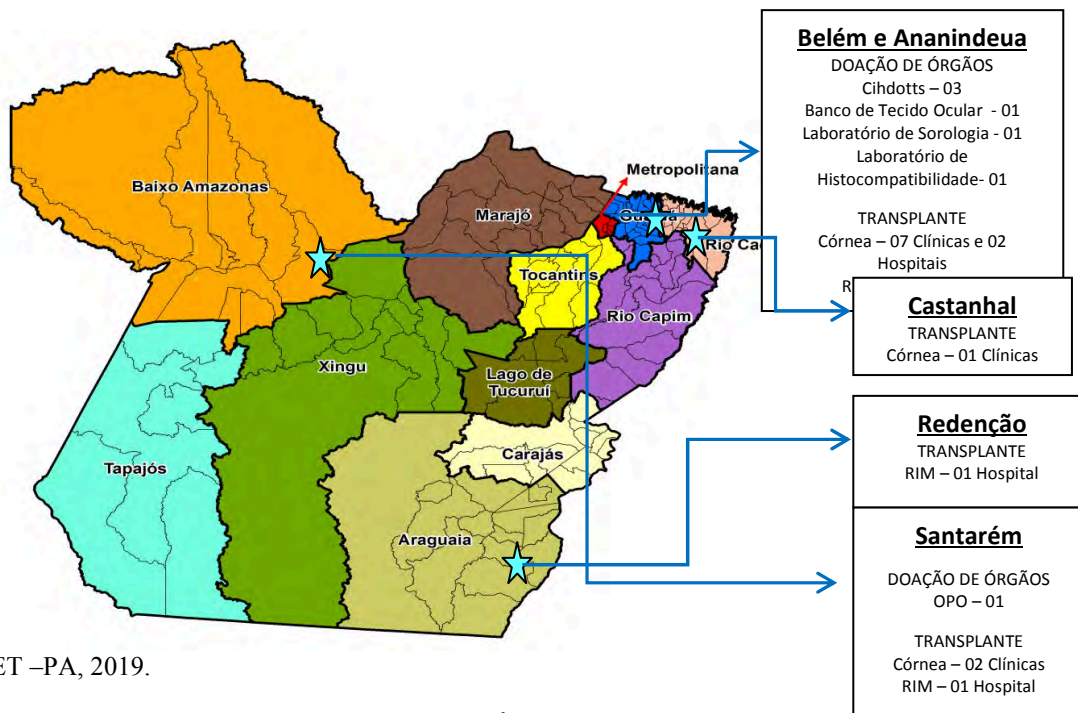 Baixo Amazonas
Marajó
Metropolitana
Tocantins
Rio Capim
Xingu
Lago de
Tucuruí
Tapajós
Carajás
Araguaia
Belém e Ananindeua
DOAÇÃO DE ÓRGÃOS
Cihdotts – 03
Banco de Tecido Ocular - 01
Laboratório de Sorologia - 01
Laboratório de
Histocompatibilidade- 01
TRANSPLANTE
Córnea – 07 Clínicas e 02
Hospitais
Castanhal
TRANSPLANTE
Córnea – 01 Clínicas
Redenção
TRANSPLANTE
RIM – 01 Hospital
Santarém
DOAÇÃO DE ÓRGÃOS
OPO – 01
TRANSPLANTE
Córnea – 02 Clínicas
RIM – 01 Hospital
ET –PA, 2019.